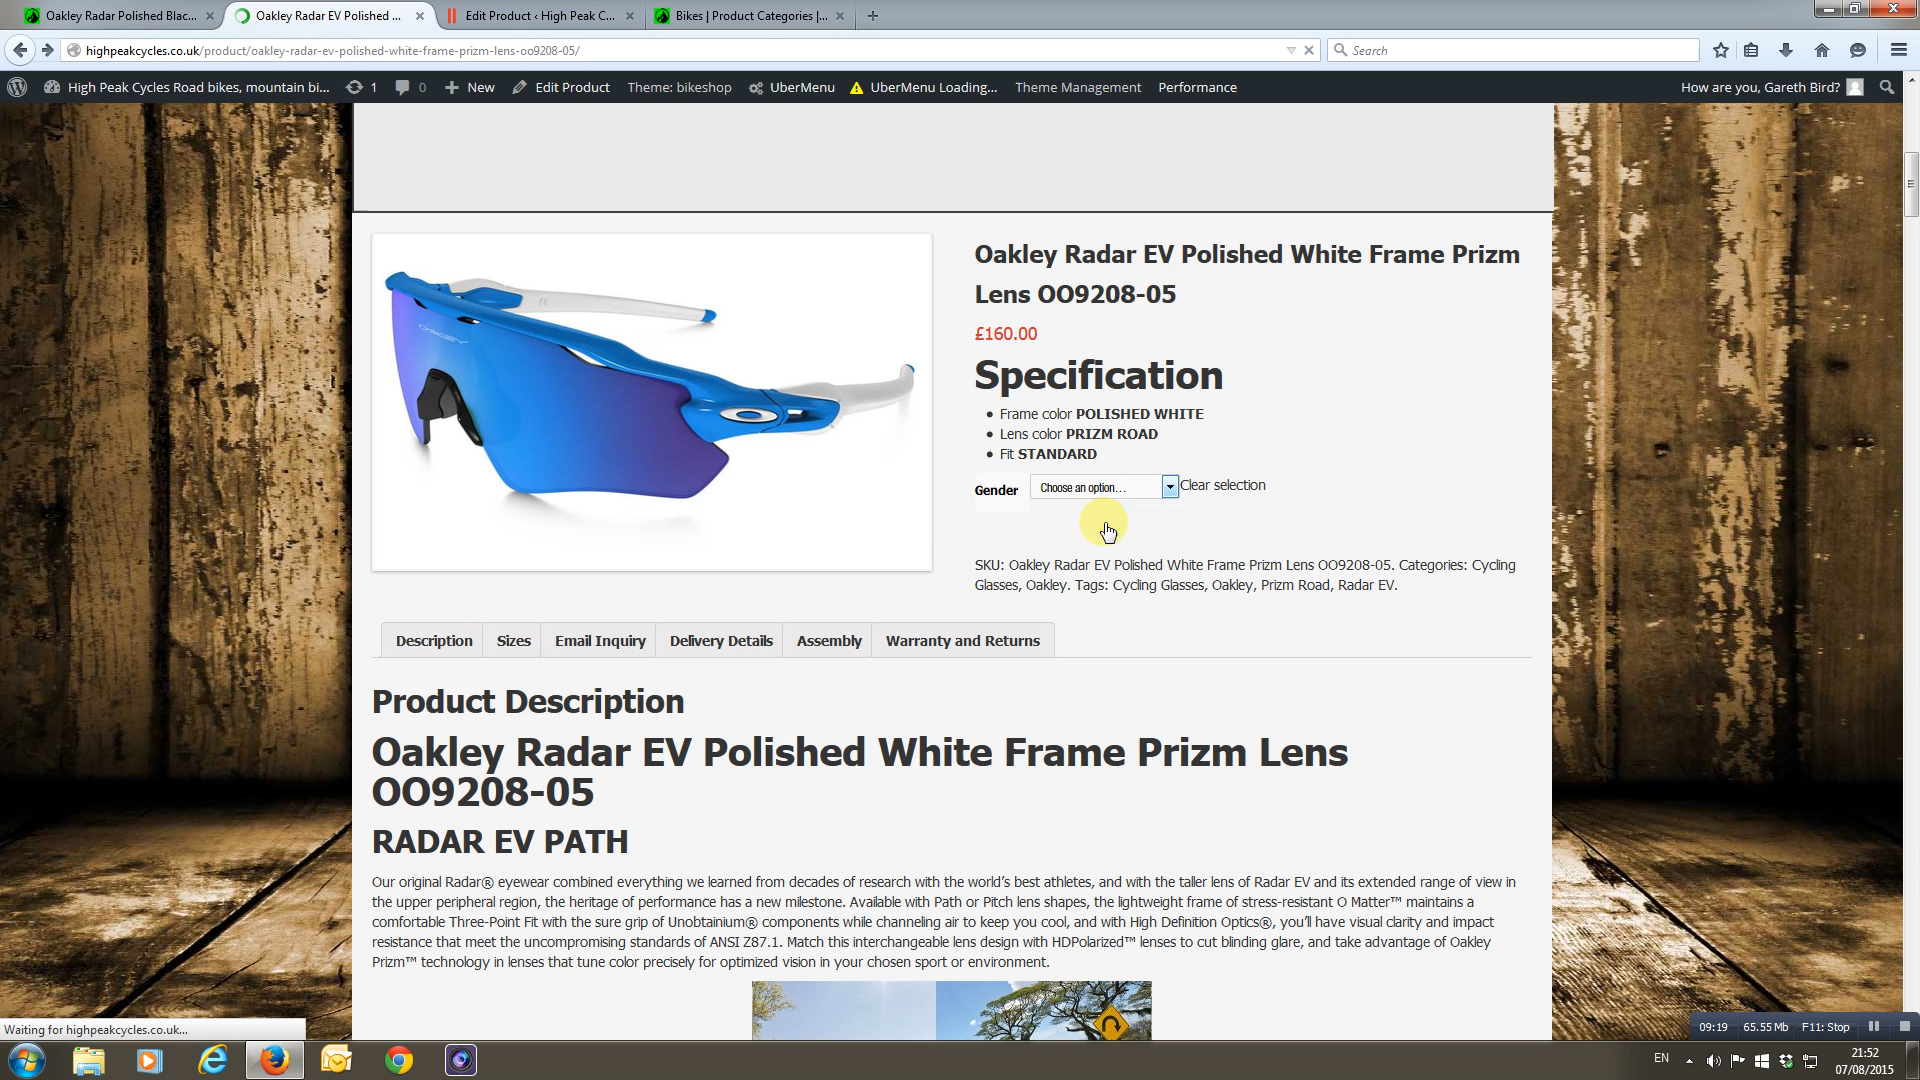 Oakley Radar Polished Blac...
Oakley Radar EV Polished ...
Edit Product ‹ High Peak C...
Bikes | Product Categories |...
highpeakcycles.co.uk/product/oakley-radar-ev-polished-white-frame-prizm-lens-oo9208-05/
Search
High Peak Cycles Road bikes, mountain bi...
1
0
New
Edit Product
Theme: bikeshop
UberMenu
UberMenu Loading...
Theme Management
Performance
How are you, Gareth Bird?
OAKLEY
Oakley Radar EV Polished White Frame Prizm
Lens OO9208-05
£160.00
Specification
Frame color POLISHED WHITE
Lens color PRIZM ROAD
Fit STANDARD
Gender
Choose an option…
Clear selection
SKU: Oakley Radar EV Polished White Frame Prizm Lens OO9208-05. Categories: Cycling
Glasses, Oakley. Tags: Cycling Glasses, Oakley, Prizm Road, Radar EV.
Description
Sizes
Email Inquiry
Delivery Details
Assembly
Warranty and Returns
Product Description
Oakley Radar EV Polished White Frame Prizm Lens
OO9208-05
RADAR EV PATH
Our original Radar® eyewear combined everything we learned from decades of research with the world’s best athletes, and with the taller lens of Radar EV and its extended range of view in
the upper peripheral region, the heritage of performance has a new milestone. Available with Path or Pitch lens shapes, the lightweight frame of stress-resistant O Matter™ maintains a
comfortable Three-Point Fit with the sure grip of Unobtainium® components while channeling air to keep you cool, and with High Definition Optics®, you’ll have visual clarity and impact
resistance that meet the uncompromising standards of ANSI Z87.1. Match this interchangeable lens design with HDPolarized™ lenses to cut blinding glare, and take advantage of Oakley
Prizm™ technology in lenses that tune color precisely for optimized vision in your chosen sport or environment.
Waiting for highpeakcycles.co.uk...
09:19
65.55 Mb
F11: Stop
EN
21:52
07/08/2015